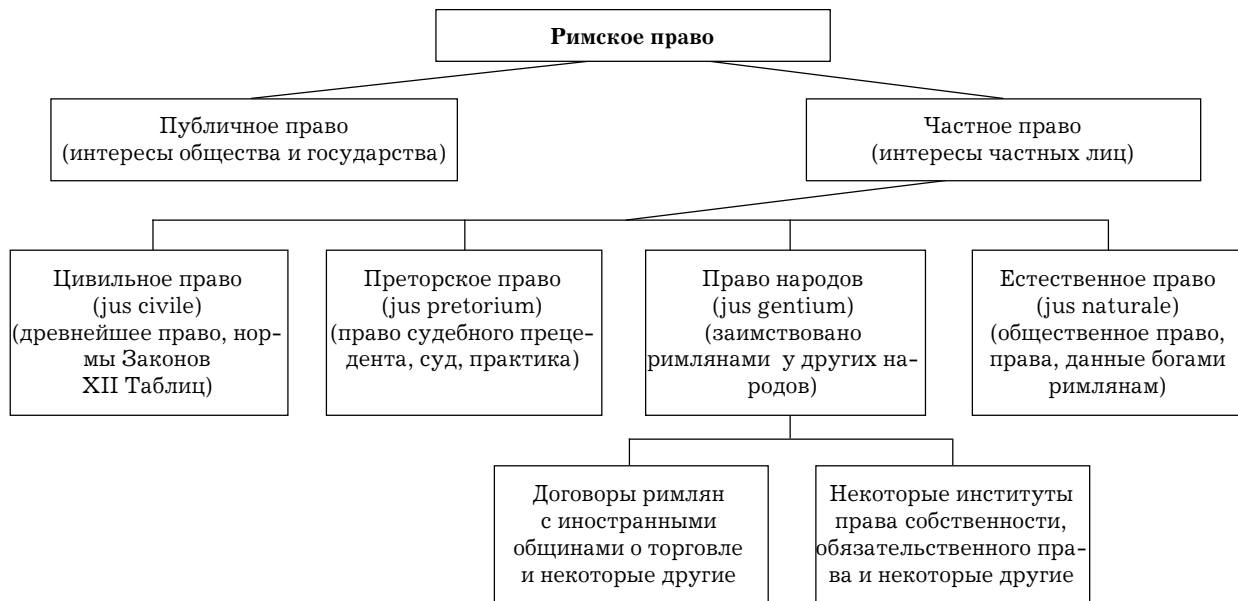 Римское право
Публичное право
(интересы общества и государства)
Частное право
(интересы частных лиц)
Цивильное право
(jus civile)
(древнейшее право, нор-
мы Законов
XII Таблиц)
Преторское право
(jus pretorium)
(право судебного преце-
дента, суд, практика)
Право народов
(jus gentium)
(заимствовано
римлянами у других на-
родов)
Естественное право
(jus naturale)
(общественное право,
права, данные богами
римлянам)
Договоры римлян
с иностранными
общинами о торговле
и некоторые другие
Некоторые институты
права собственности,
обязательственного пра-
ва и некоторые другие